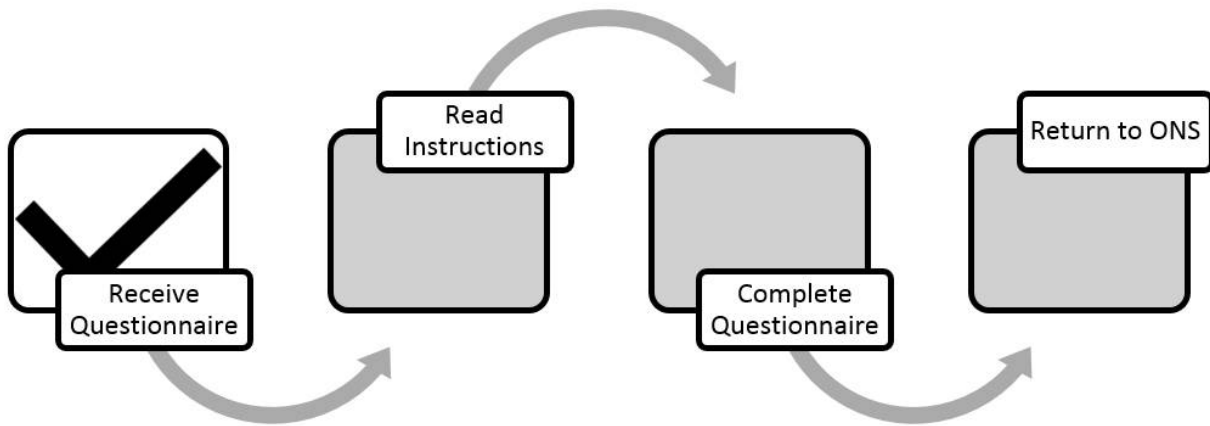 Receive
Questionnaire
Read
Instructions
Complete
Questionnaire
Return to ONS